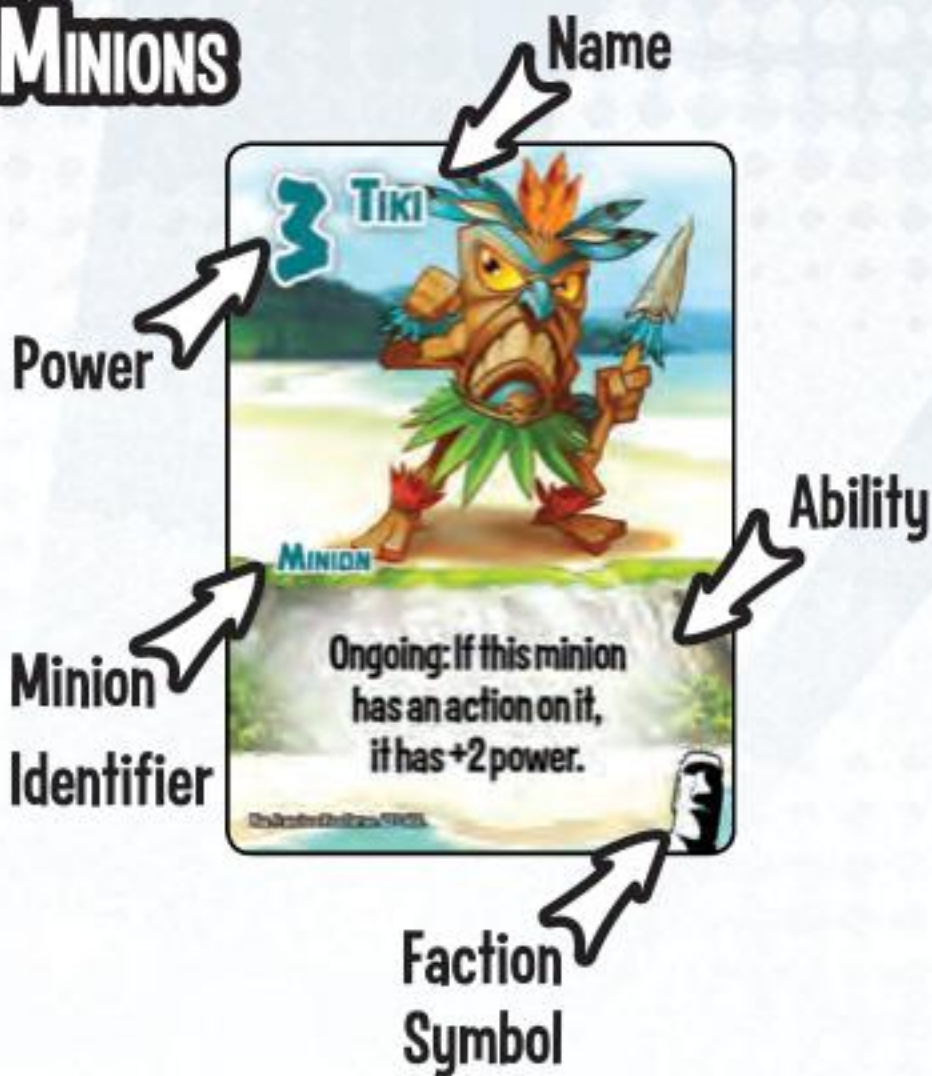 MINIONS
Name
3 TIKI
Power
Ability
MINION
Minion
Identifier
Ongoing: If this minion
has an action on it,
it has +2 power.
Faction
Symbol